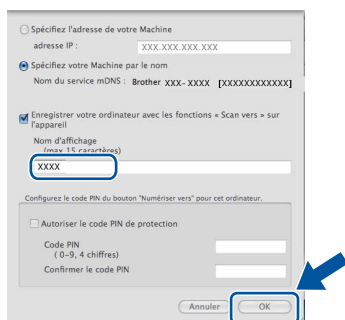 Spécifiez l'adresse de votre Machine
adresse IP : XXX.XXX.XXX.XXX
Spécifiez votre Machine par le nom
Nom du service mDNS : Brother XXX-XXXX [XXXXXXXXXXXX]
Enregistrer votre ordinateur avec les fonctions « Scan vers » sur
l'appareil
Nom d'affichage
(max 15 caractères)
XXXX
Configurez le code PIN du bouton "Numériser vers" pour cet ordinateur.
Autoriser le code PIN de protection
Code PIN
( 0-9, 4 chiffres)
Confirmer le code PIN
Annuler OK